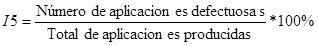 I5 = Número de aplicacion es defectuosa s / Total de aplicacion es producidas *100%